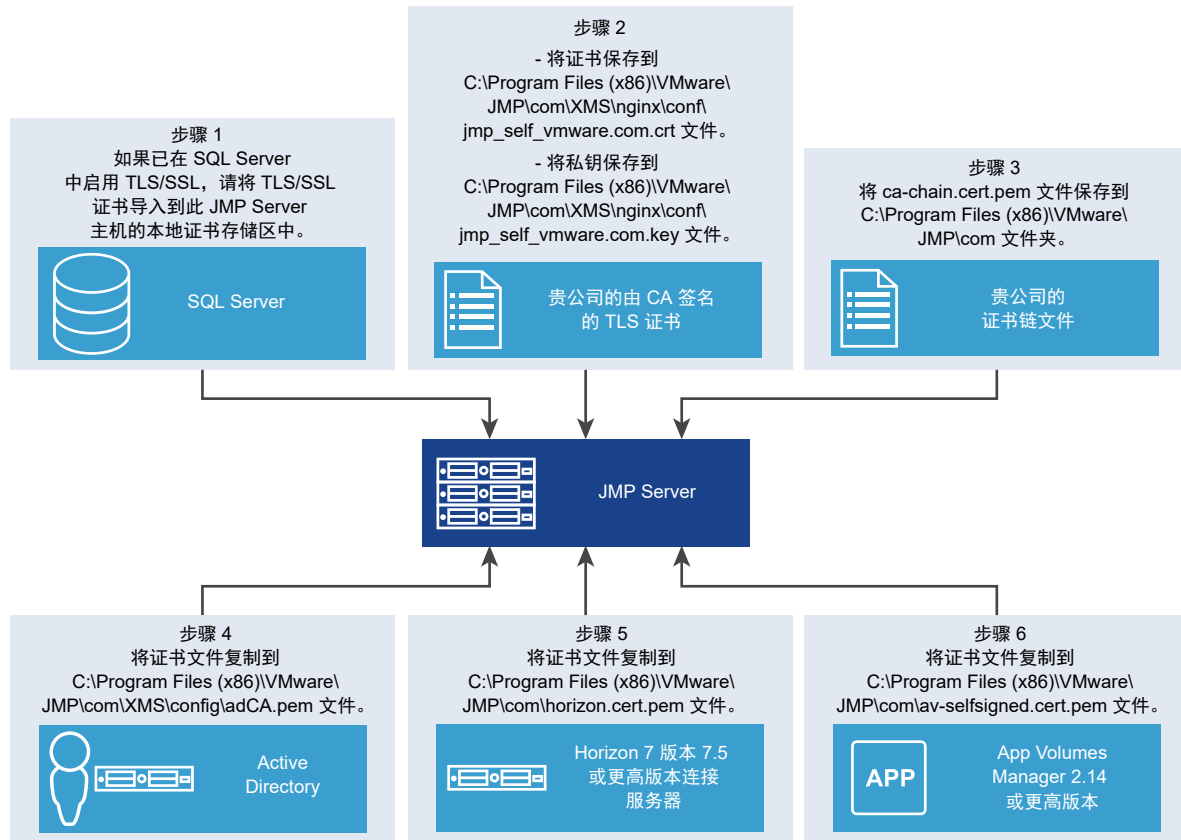 步骤 1
如果已在 SQL Server
中启用 TLS/SSL，请将 TLS/SSL
证书导入到此 JMP Server
主机的本地证书存储区中。
SQL Server
步骤 2
- 将证书保存到
C:\Program Files (x86)\VMware\
JMP\com\XMS\nginx\conf\
jmp_self_vmware.com.crt 文件。
- 将私钥保存到
C:\Program Files (x86)\VMware\
JMP\com\XMS\nginx\conf\
jmp_self_vmware.com.key 文件。
贵公司的由 CA 签名
的 TLS 证书
步骤 3
将 ca-chain.cert.pem 文件保存到
C:\Program Files (x86)\VMware\
JMP\com 文件夹。
贵公司的
证书链文件
JMP Server
步骤 4
将证书文件复制到
C:\Program Files (x86)\VMware\
JMP\com\XMS\config\adCA.pem 文件。
Active
Directory
步骤 5
将证书文件复制到
C:\Program Files (x86)\VMware\
JMP\com\horizon.cert.pem 文件。
Horizon 7 版本 7.5
或更高版本连接
服务器
步骤 6
将证书文件复制到
C:\Program Files (x86)\VMware\
JMP\com\av-selfsigned.cert.pem 文件。
APP
App Volumes
Manager 2.14
或更高版本